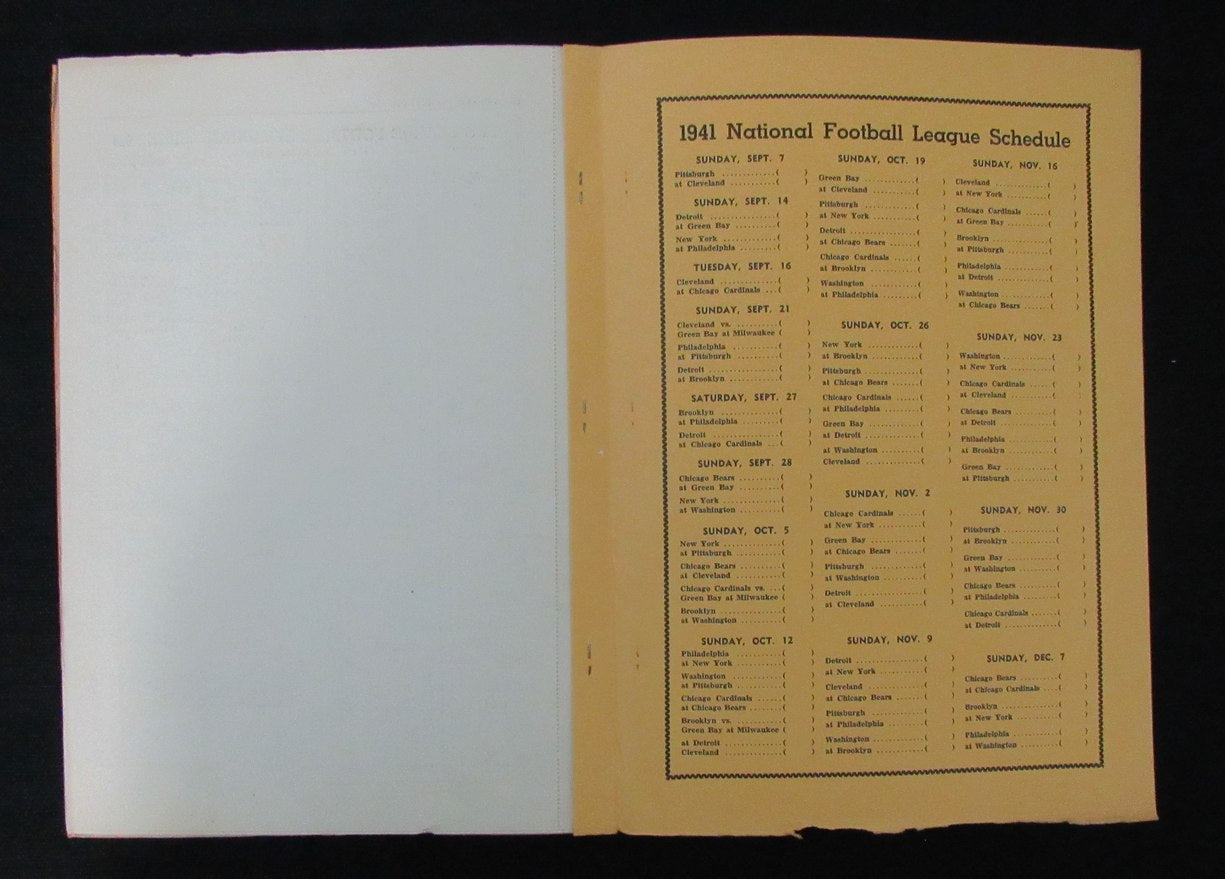 1941 National Football League Schedule
SUNDAY, SEPT. 7
Pittsburgh ..............( )
at Cleveland ............( )
SUNDAY, SEPT. 14
Detroit .................( )
at Green Bay ............( )
New York ................( )
at Philadelphia .........( )
TUESDAY, SEPT. 16
Cleveland ...............( )
at Chicago Cardinals ....( )
SUNDAY, SEPT. 21
Cleveland vs. ...........( )
Green Bay at Milwaukee ( )
Philadelphia ............( )
at Pittsburgh ...........( )
Detroit .................( )
at Brooklyn .............( )
SATURDAY, SEPT. 27
Brooklyn ................( )
at Philadelphia .........( )
Detroit .................( )
at Chicago Cardinals ....( )
SUNDAY, SEPT. 28
Chicago Bears ...........( )
at Green Bay ............( )
New York ................( )
at Washington ...........( )
SUNDAY, OCT. 5
New York ................( )
at Pittsburgh ...........( )
Chicago Bears ...........( )
at Cleveland ............( )
Chicago Cardinals vs. ...( )
Green Bay at Milwaukee ( )
Brooklyn ................( )
at Washington ...........( )
SUNDAY, OCT. 12
Philadelphia ............( )
at New York .............( )
Washington ..............( )
at Pittsburgh ...........( )
Chicago Cardinals .......( )
at Chicago Bears ........( )
Brooklyn vs. ............( )
Green Bay at Milwaukee ( )
at Detroit ..............( )
Cleveland ...............( )
SUNDAY, OCT. 19
Green Bay ...............( )
at Cleveland ............( )
Pittsburgh ..............( )
at New York .............( )
Detroit .................( )
at Chicago Bears ........( )
Chicago Cardinals .......( )
at Brooklyn .............( )
Washington ..............( )
at Philadelphia .........( )
SUNDAY, OCT. 26
New York ................( )
at Brooklyn .............( )
Pittsburgh ..............( )
at Chicago Bears ........( )
Chicago Cardinals .......( )
at Philadelphia .........( )
Green Bay ...............( )
at Detroit ..............( )
at Washington ...........( )
Cleveland ...............( )
SUNDAY, NOV. 2
Chicago Cardinals .......( )
at New York .............( )
Green Bay ...............( )
at Chicago Bears ........( )
Pittsburgh ..............( )
at Washington ...........( )
Detroit .................( )
at Cleveland ............( )
SUNDAY, NOV. 9
Detroit .................( )
at New York .............( )
Cleveland ...............( )
at Chicago Bears ........( )
Pittsburgh ..............( )
at Philadelphia .........( )
Washington ..............( )
at Brooklyn .............( )
SUNDAY, NOV. 16
Cleveland ...............( )
at New York .............( )
Chicago Cardinals .......( )
at Green Bay ............( )
Brooklyn ................( )
at Pittsburgh ...........( )
Philadelphia ............( )
at Detroit ..............( )
Washington ..............( )
at Chicago Bears ........( )
SUNDAY, NOV. 23
Washington ..............( )
at New York .............( )
Chicago Cardinals .......( )
at Cleveland ............( )
Chicago Bears ...........( )
at Detroit ..............( )
Philadelphia ............( )
at Brooklyn .............( )
Green Bay ...............( )
at Pittsburgh ...........( )
SUNDAY, NOV. 30
Pittsburgh ..............( )
at Brooklyn .............( )
Green Bay ...............( )
at Washington ...........( )
Chicago Bears ...........( )
at Philadelphia .........( )
Chicago Cardinals .......( )
at Detroit ..............( )
SUNDAY, DEC. 7
Chicago Bears ...........( )
at Chicago Cardinals ....( )
Brooklyn ................( )
at New York .............( )
Philadelphia ............( )
at Washington ...........( )